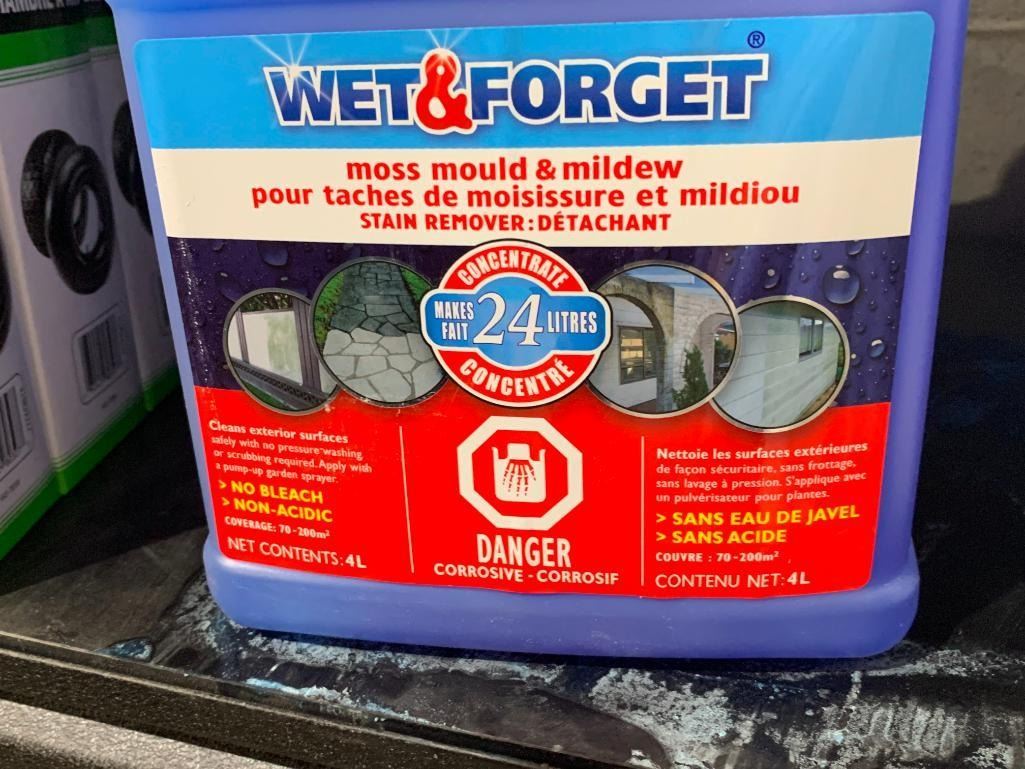 WET&FORGET®
moss mould & mildew
pour taches de moisissure et mildiou
STAIN REMOVER:DÉTACHANT
CONCENTRATE
MAKES
FAIT
24 LITRES
CONCENTRÉ
Cleans exterior surfaces
safely with no pressure washing
or scrubbing required. Apply with
a pump-up garden sprayer.
> NO BLEACH
> NON-ACIDIC
COVERAGE: 70-200m²
NET CONTENTS: 4L
DANGER
CORROSIVE - CORROSIF
Nettoie les surfaces extérieures
de façon sécuritaire, sans frottage,
sans lavage à pression. S'applique avec
un pulvérisateur pour plantes.
> SANS EAU DE JAVEL
> SANS ACIDE
COUVRE : 70-200m²
CONTENU NET: 4L